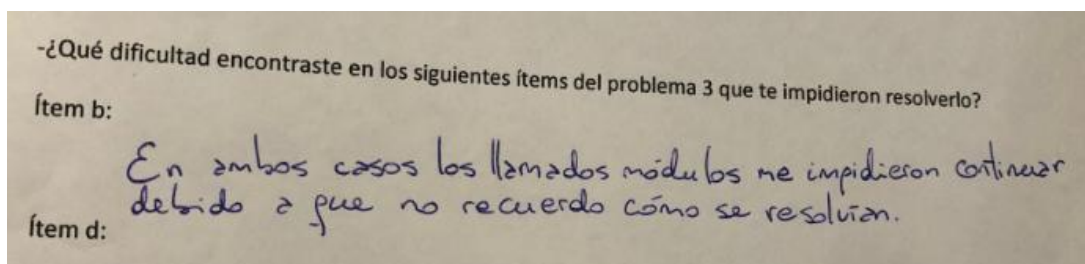 -¿Qué dificultad encontraste en los siguientes ítems del problema 3 que te impidieron resolverlo?
Ítem b:
En ambos casos los llamados módulos me impidieron continuar
debido a que no recuerdo cómo se resolvían.
Ítem d: